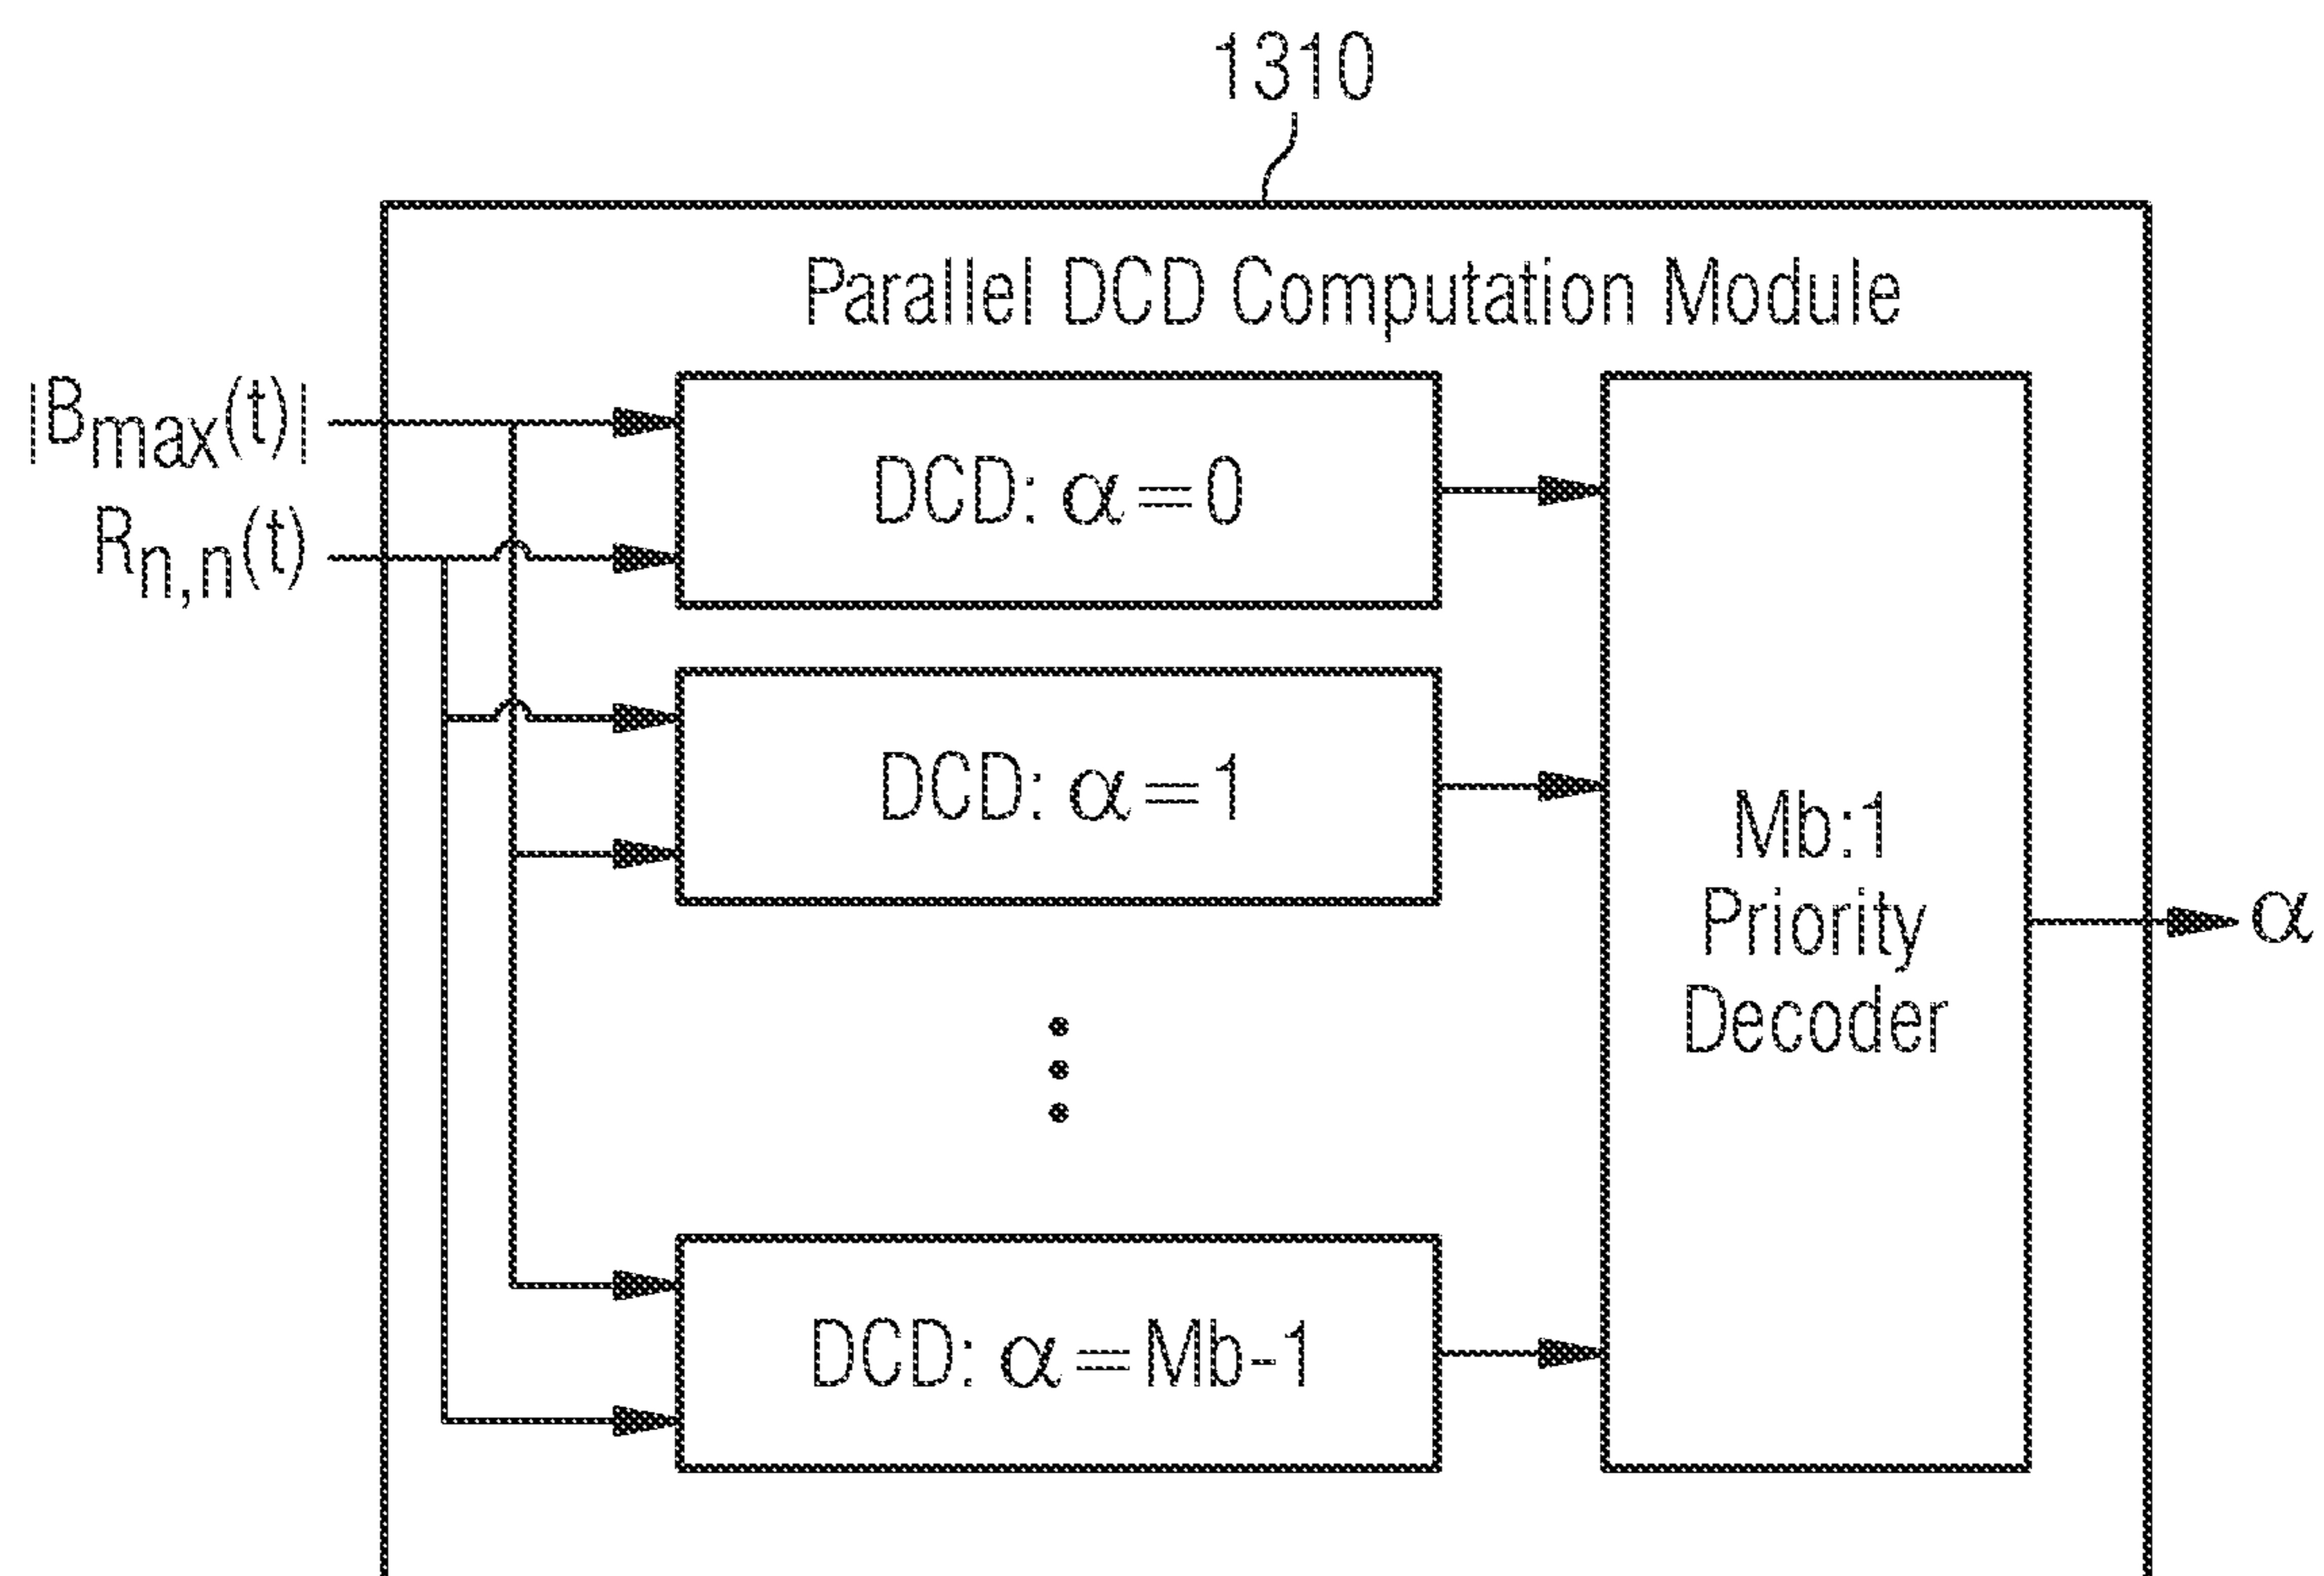 1310
Parallel DCD Computation Module
|Bmax(t)|
Rn,n(t)
DCD: α=0
DCD: α=1
DCD: α=Mb-1
Mb:1
Priority
Decoder
α